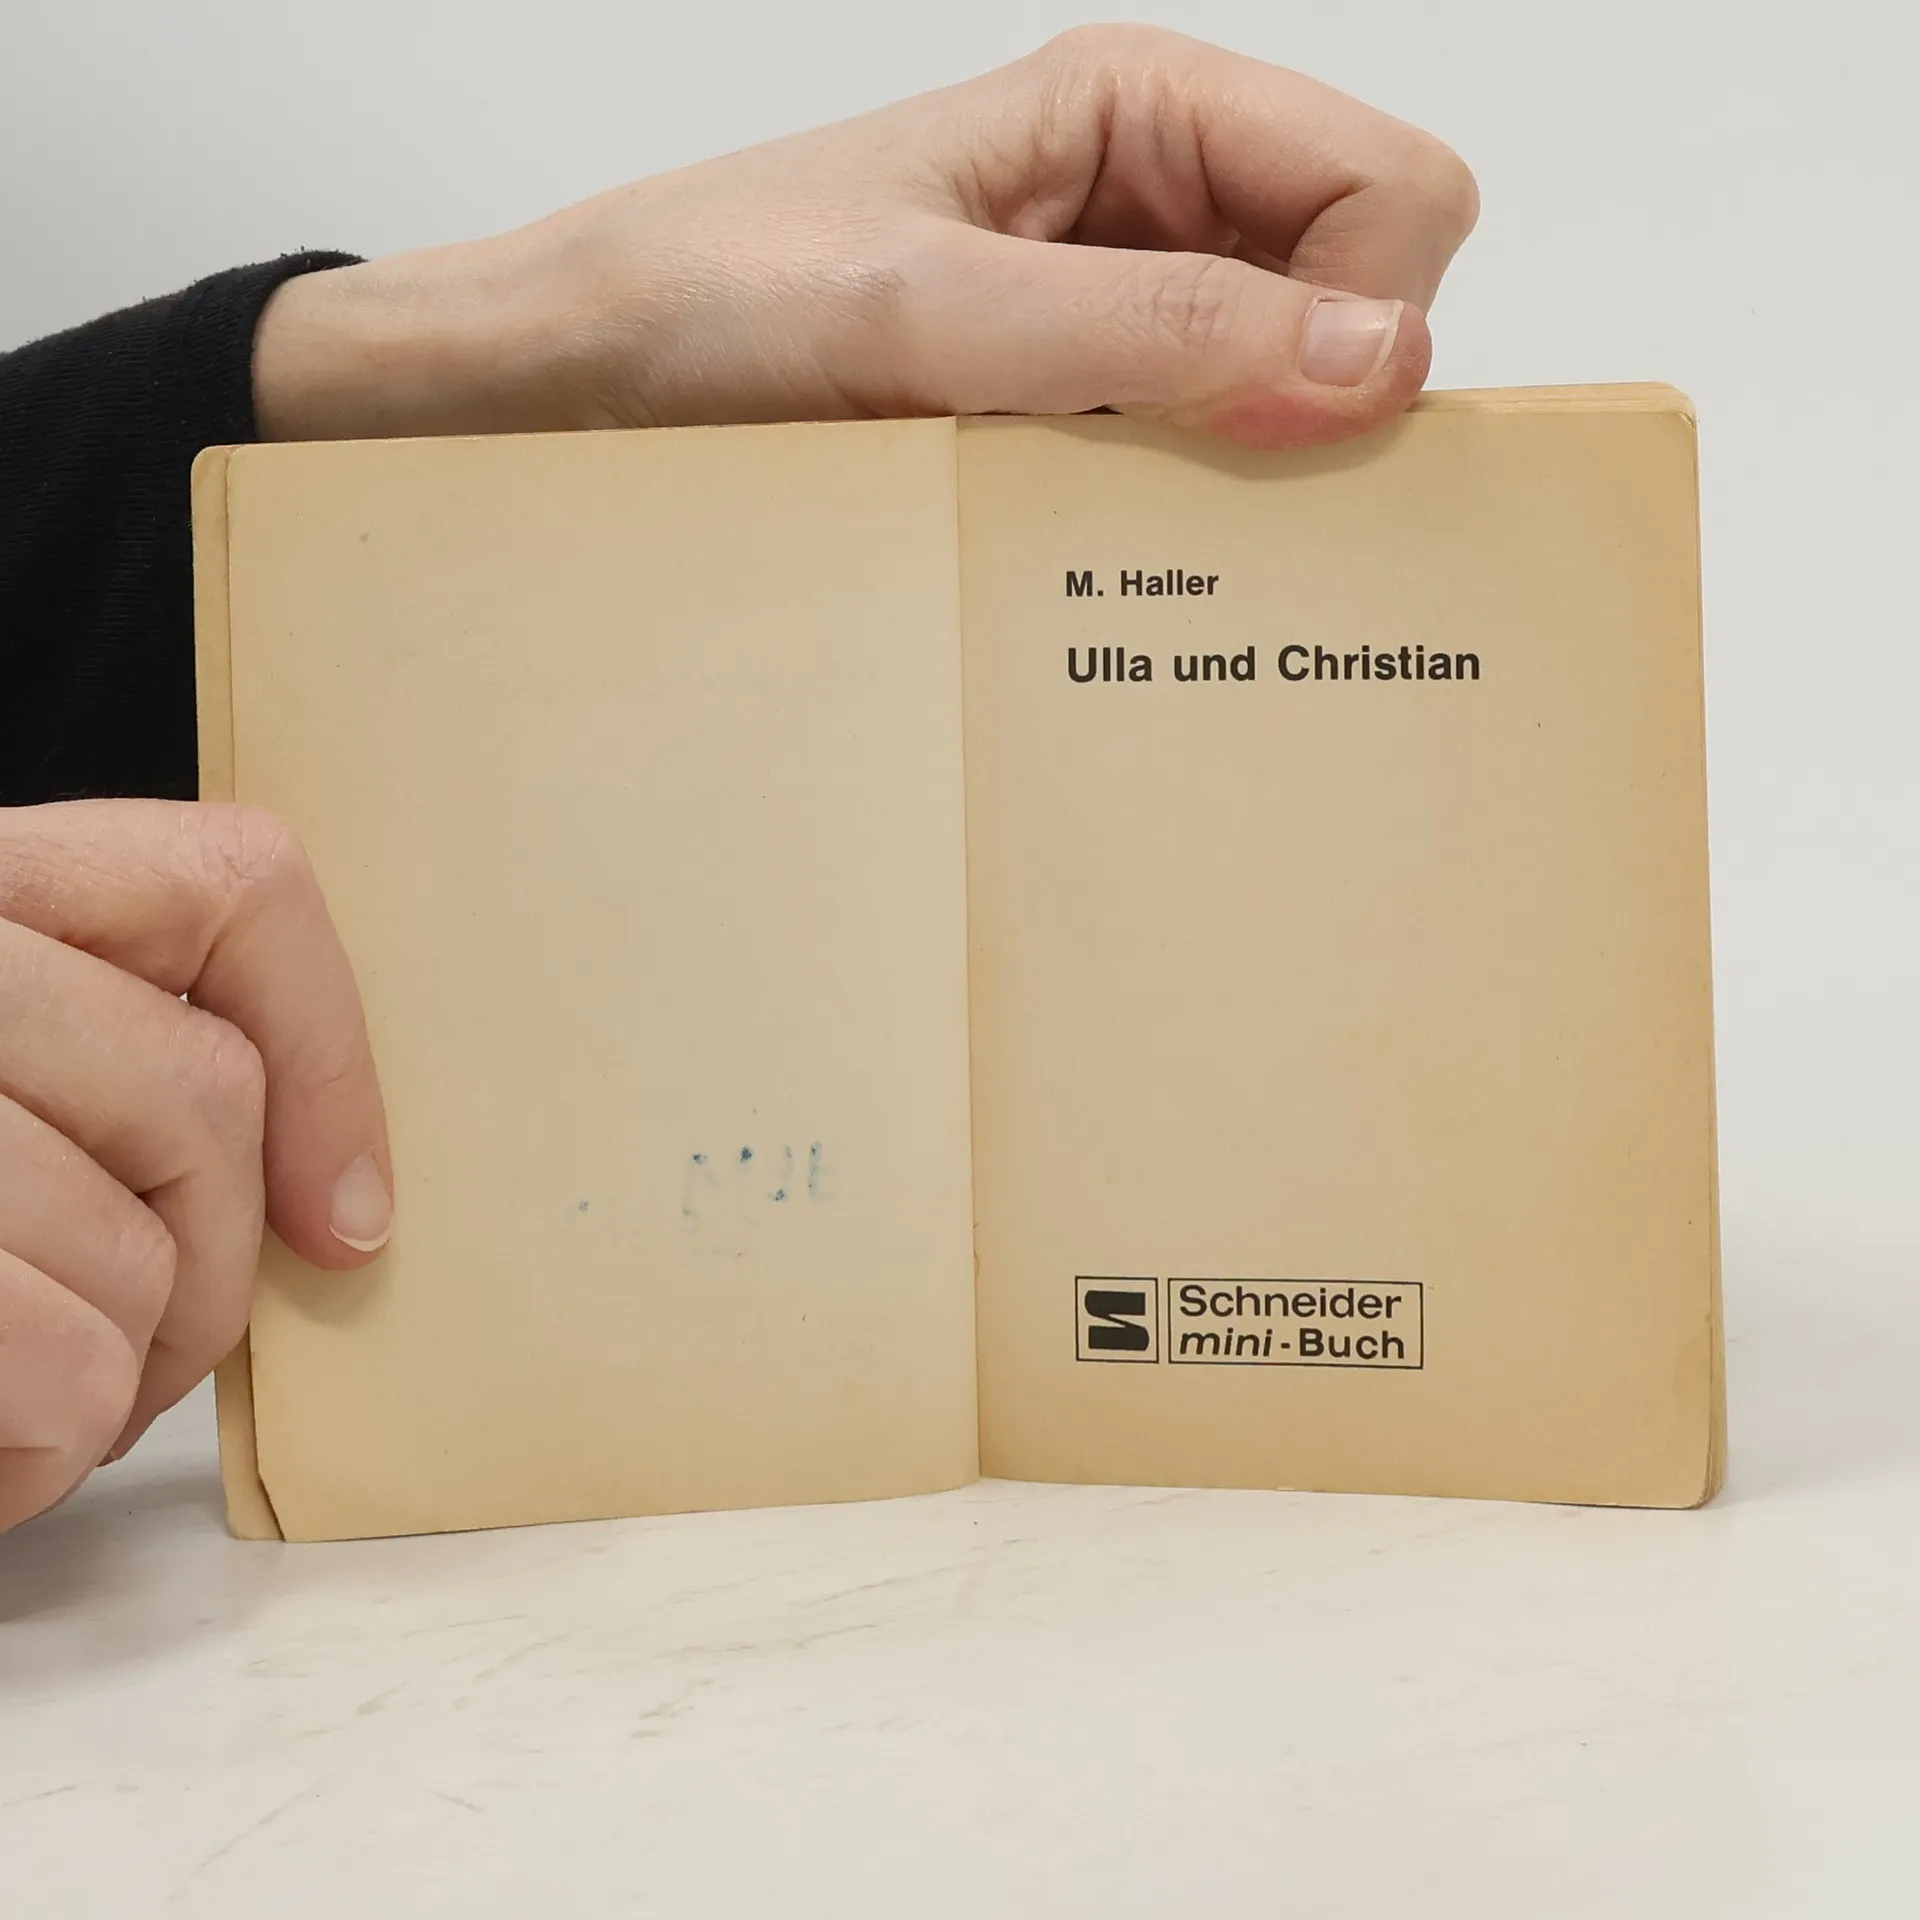 M. Haller
Ulla und Christian
Schneider
mini-Buch